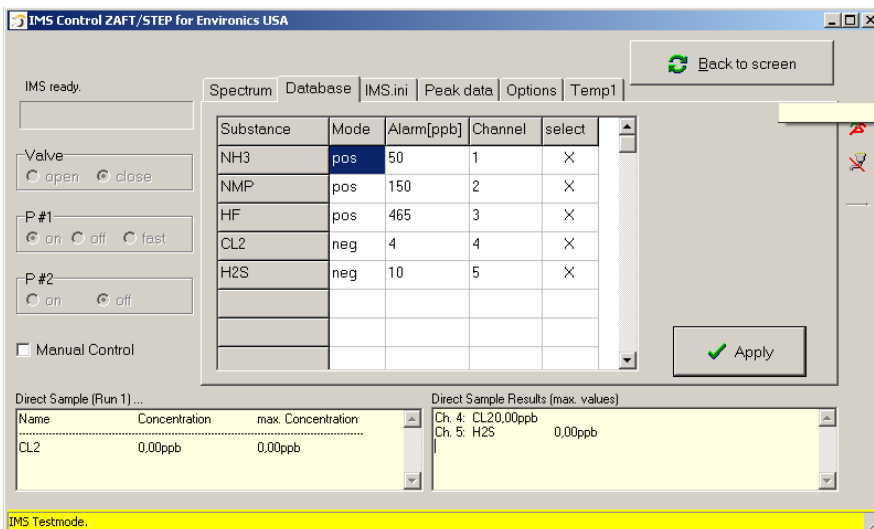 IMS Control ZAFT/STEP for Environics USA
Back to screen
IMS ready.
Spectrum Database IMS.ini Peak data Options Temp1
Substance Mode Alarm[ppb] Channel select
NH3 pos 50 1 X
NMP pos 150 2 X
HF pos 465 3 X
CL2 neg 4 4 X
H2S neg 10 5 X
Valve
open close
P #1
on off fast
P #2
on off
Manual Control
Apply
Direct Sample (Run 1) ...
Name Concentration max. Concentration
CL2 0,00ppb 0,00ppb
Direct Sample Results (max. values)
Ch. 4: CL20,00ppb
Ch. 5: H2S 0,00ppb
IMS Testmode.